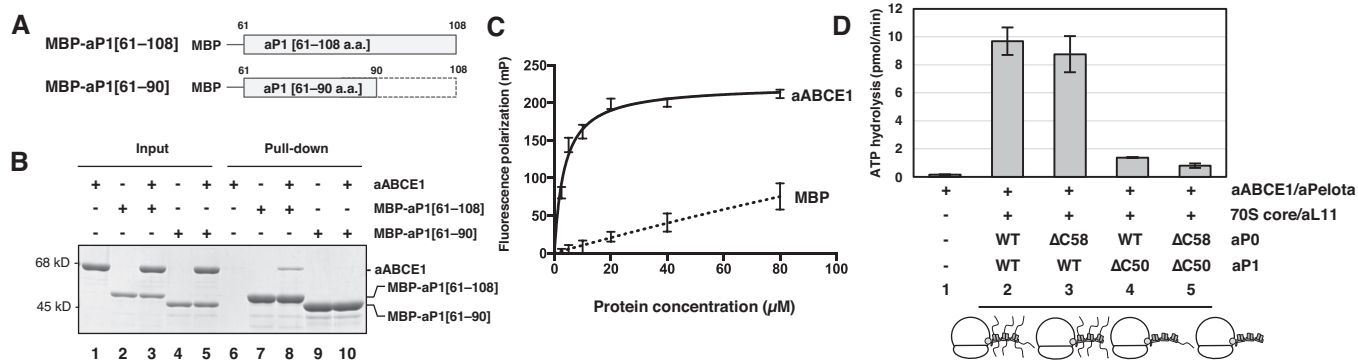 A
61
108
MBP-aP1[61–108]
MBP
aP1 [61–108 a.a.]
61
90
108
MBP-aP1[61–90]
MBP
aP1 [61–90 a.a.]
B
Input
Pull-down
+ - + - + + - + - + aABCE1
- + + - - - + + - - MBP-aP1[61–108]
- - - + + - - - + + MBP-aP1[61–90]
68 kD
45 kD
aABCE1
MBP-aP1[61–108]
MBP-aP1[61–90]
1 2 3 4 5 6 7 8 9 10
C
Fluorescence polarization (mP)
250
200
150
100
50
0
0 20 40 60 80 100
aABCE1
MBP
Protein concentration (µM)
D
ATP hydrolysis (pmol/min)
12
10
8
6
4
2
0
+ + + + + aABCE1/aPelota
- + + + + 70S core/aL11
- WT ΔC58 WT ΔC58 aP0
- WT WT ΔC50 ΔC50 aP1
1 2 3 4 5